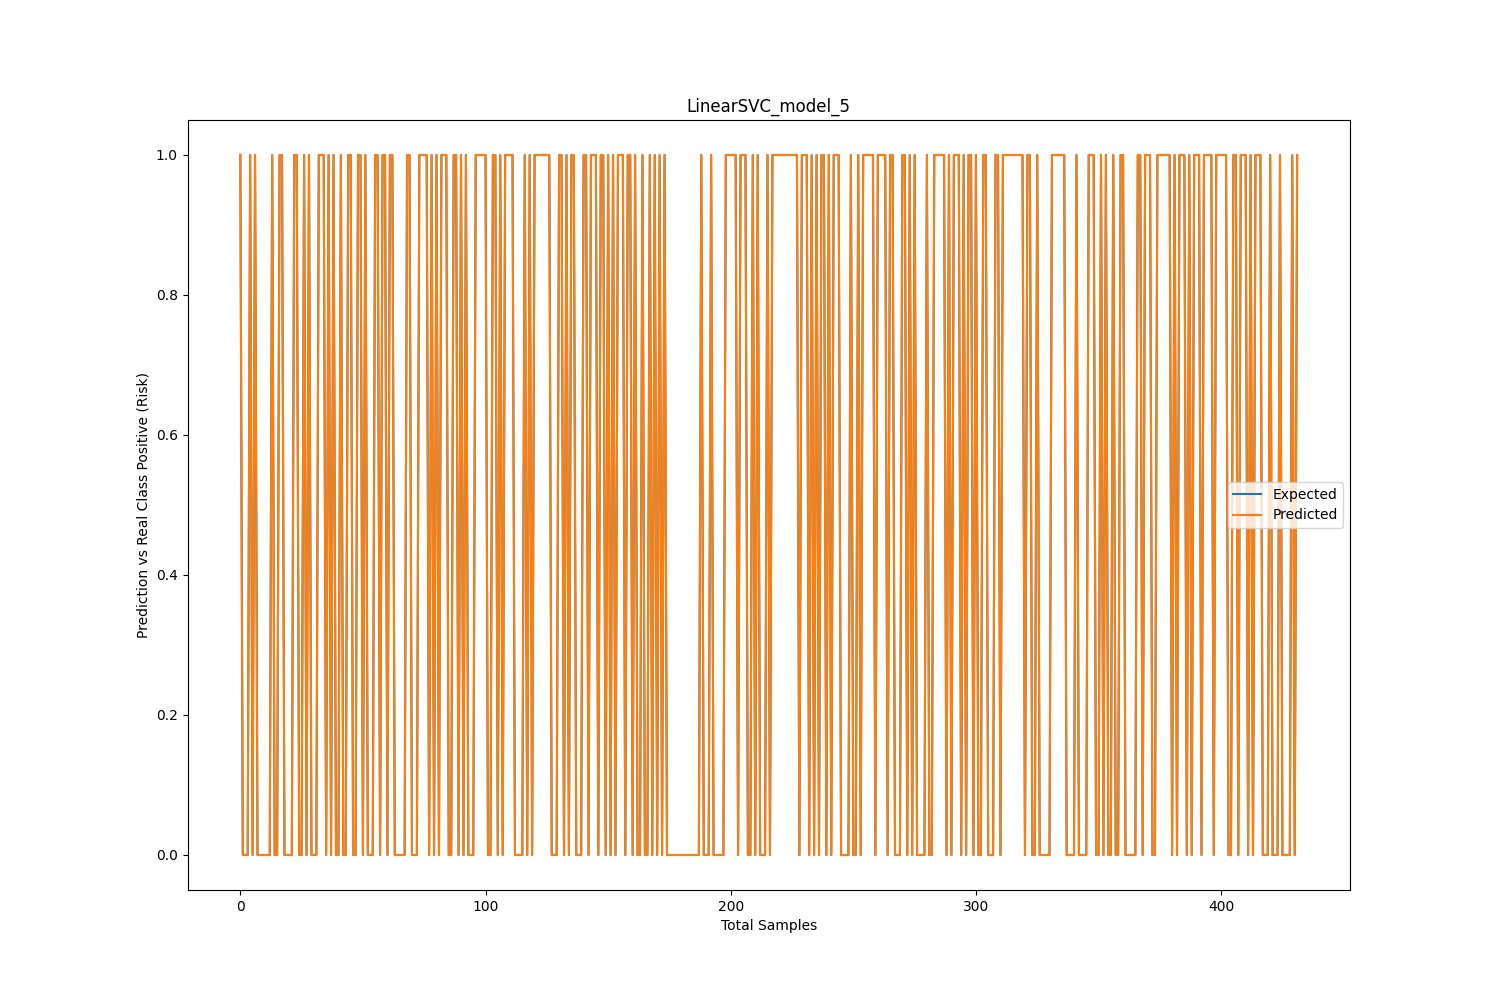 LinearSVC_model_5
Prediction vs Real Class Positive (Risk)
1.0
0.8
0.6
0.4
0.2
0.0
Expected
Predicted
0 100 200 300 400
Total Samples